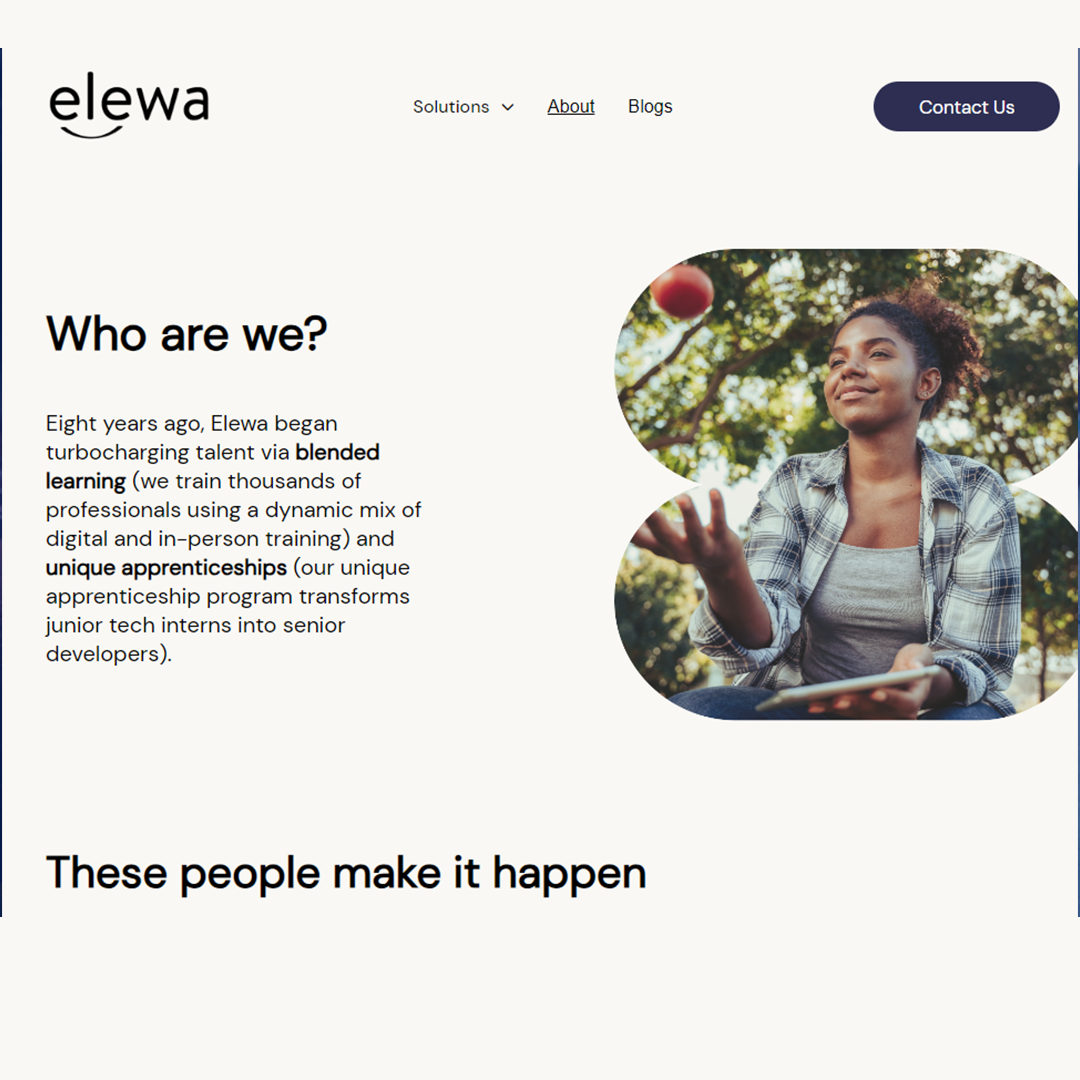 elewa
Solutions
About
Blogs
Contact Us
Who are we?
Eight years ago, Elewa began
turbocharging talent via blended
learning (we train thousands of
professionals using a dynamic mix of
digital and in-person training) and
unique apprenticeships (our unique
apprenticeship program transforms
junior tech interns into senior
developers).
These people make it happen